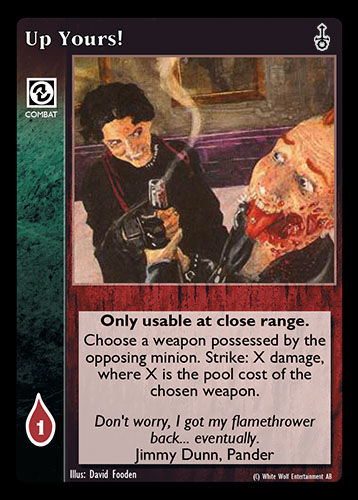 Up Yours!
COMBAT
Only usable at close range.
Choose a weapon possessed by the
opposing minion. Strike: X damage,
where X is the pool cost of the
chosen weapon.
Don't worry, I got my flamethrower
back... eventually.
Jimmy Dunn, Pander
1
Illus: David Fooden
(C) White Wolf Entertainment AB